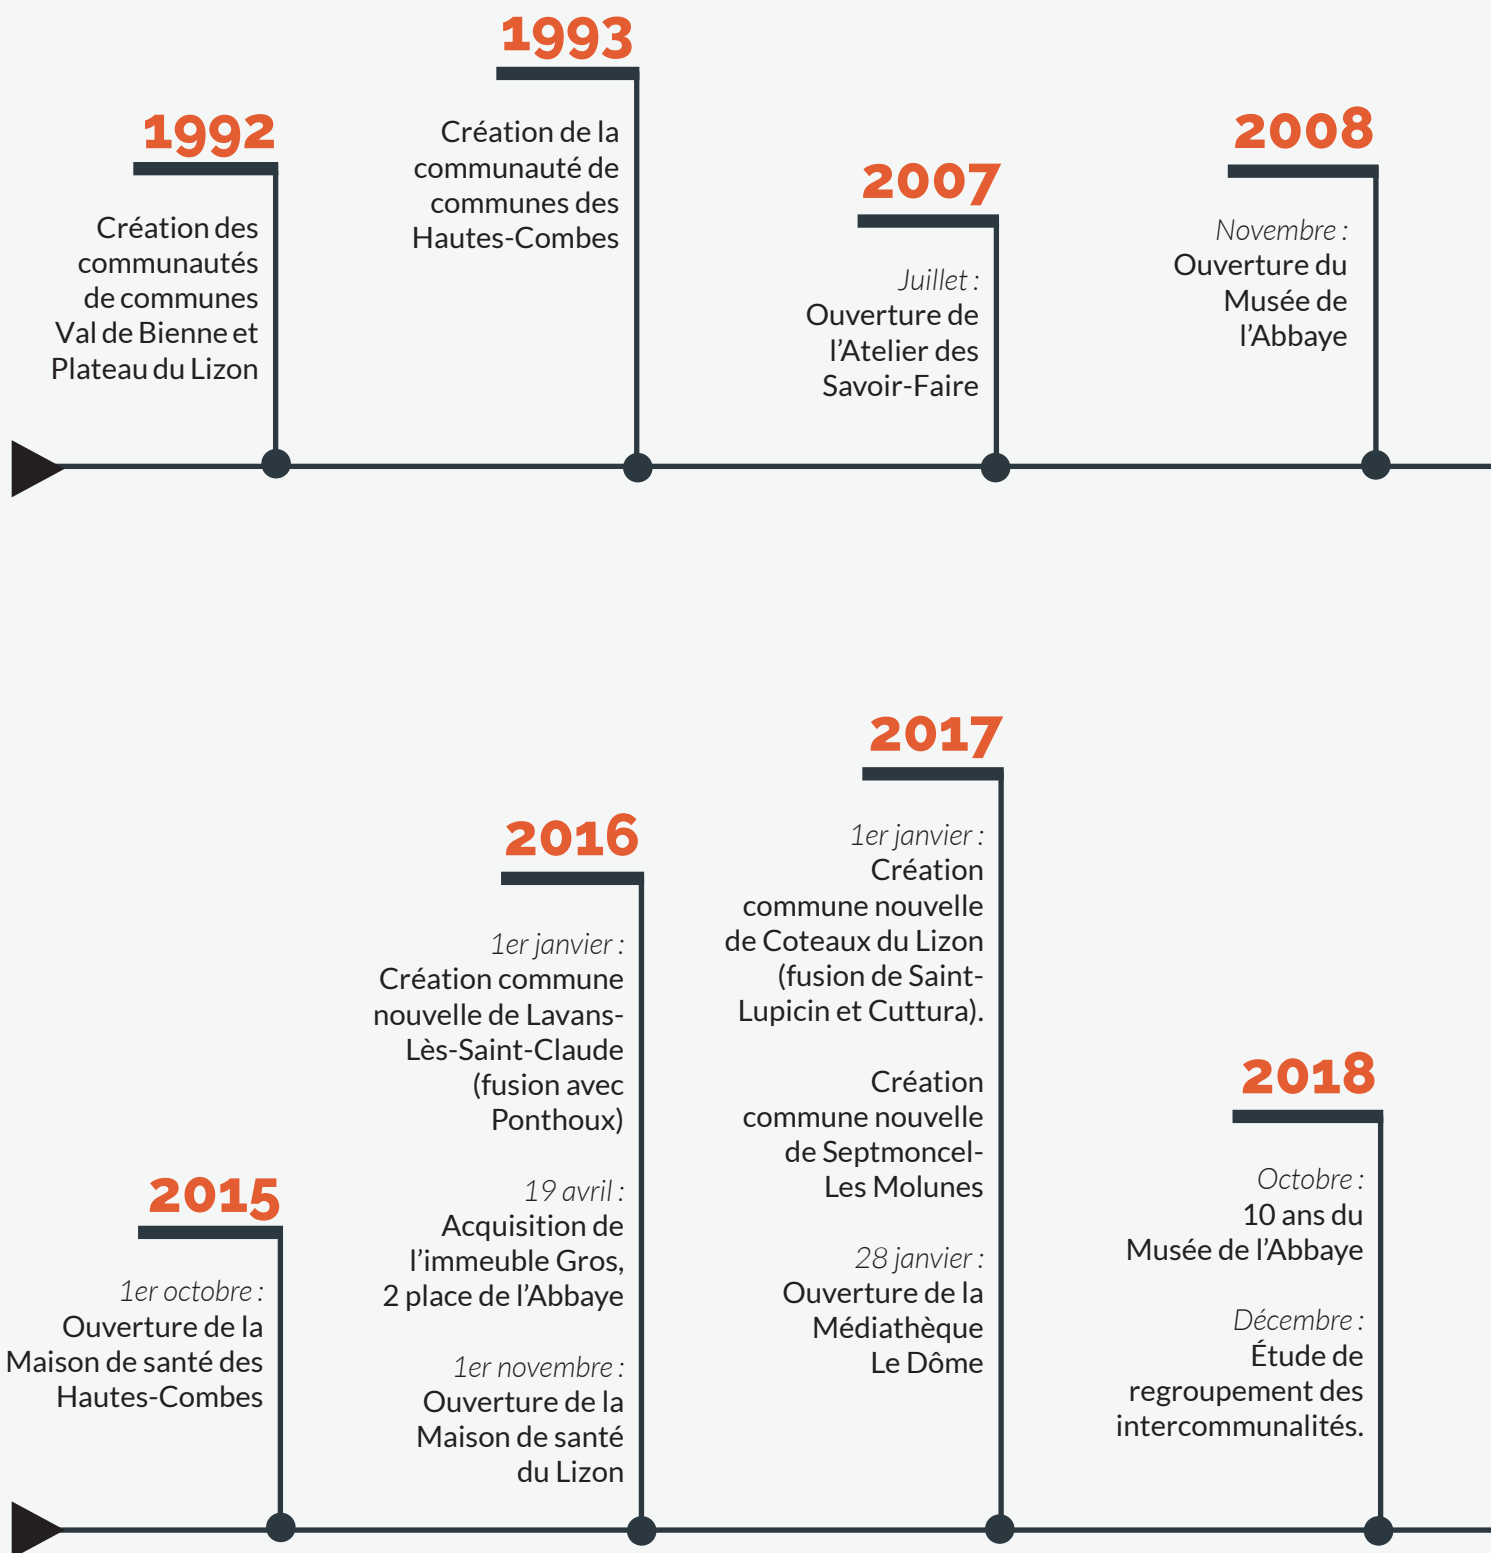 1992
Création des
communautés
de communes
Val de Bienne et
Plateau du Lizon
1993
Création de la
communauté de
communes des
Hautes-Combes
2007
Juillet :
Ouverture de
l’Atelier des
Savoir-Faire
2008
Novembre :
Ouverture du
Musée de
l’Abbaye
2015
1er octobre :
Ouverture de la
Maison de santé des
Hautes-Combes
2016
1er janvier :
Création commune
nouvelle de Lavans-
Lès-Saint-Claude
(fusion avec
Ponthoux)
19 avril :
Acquisition de
l’immeuble Gros,
2 place de l’Abbaye
1er novembre :
Ouverture de la
Maison de santé
du Lizon
2017
1er janvier :
Création
commune nouvelle
de Coteaux du Lizon
(fusion de Saint-
Lupicin et Cuttura).
Création
commune nouvelle
de Septmoncel-
Les Molunes
28 janvier :
Ouverture de la
Médiathèque
Le Dôme
2018
Octobre :
10 ans du
Musée de l’Abbaye
Décembre :
Étude de
regroupement des
intercommunalités.